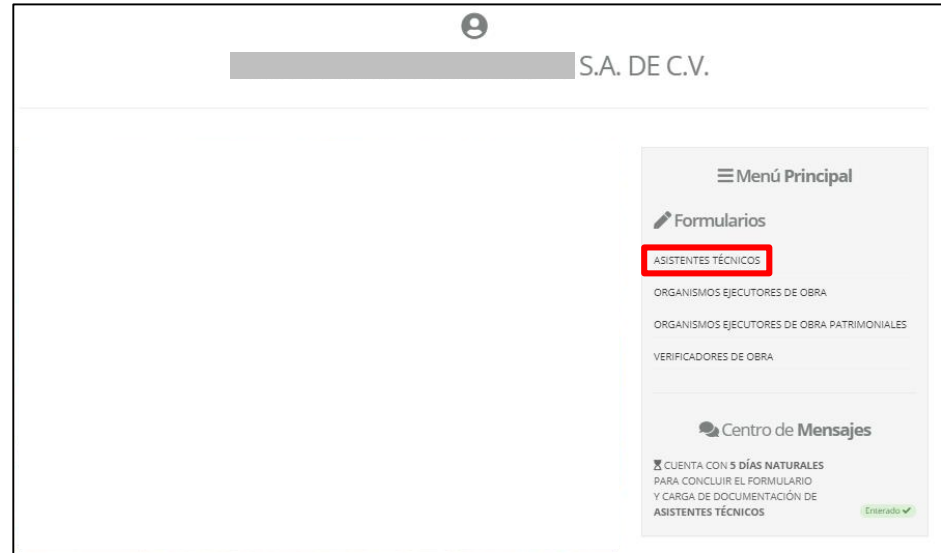 S.A. DE C.V.
Menú Principal
Formularios
ASISTENTES TÉCNICOS
ORGANISMOS EJECUTORES DE OBRA
ORGANISMOS EJECUTORES DE OBRA PATRIMONIALES
VERIFICADORES DE OBRA
Centro de Mensajes
CUENTA CON 5 DÍAS NATURALES
PARA CONCLUIR EL FORMULARIO
Y CARGA DE DOCUMENTACIÓN DE
ASISTENTES TÉCNICOS
Enterado